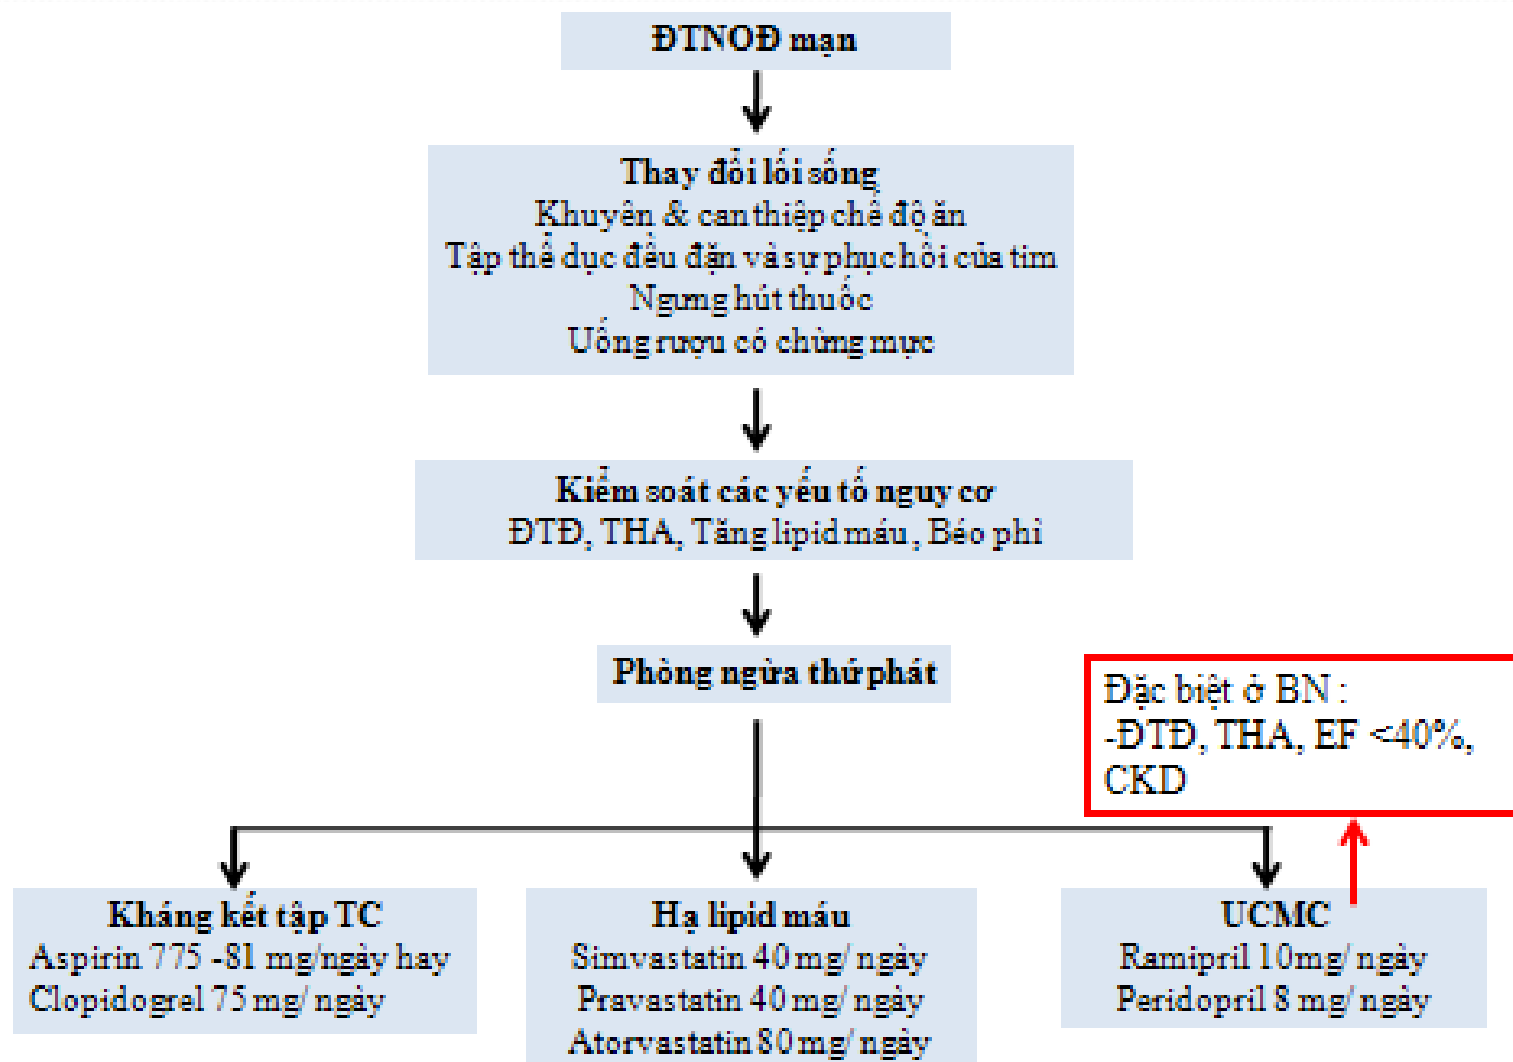 ĐTNOĐ mạn
Thay đổi lối sống
Khuyên & can thiệp chế độ ăn
Tập thể dục đều đặn và sự phục hồi của tim
Ngưng hút thuốc
Uống rượu có chừng mực
Kiểm soát các yếu tố nguy cơ
ĐTĐ, THA, Tăng lipid máu, Béo phì
Phòng ngừa thứ phát
Đặc biệt ở BN :
-ĐTĐ, THA, EF <40%,
CKD
Kháng kết tập TC
Aspirin 775 -81 mg/ngày hay
Clopidogrel 75 mg/ ngày
Hạ lipid máu
Simvastatin 40 mg/ ngày
Pravastatin 40 mg/ ngày
Atorvastatin 80 mg/ ngày
UCMC
Ramipril 10mg/ ngày
Peridopril 8 mg/ ngày